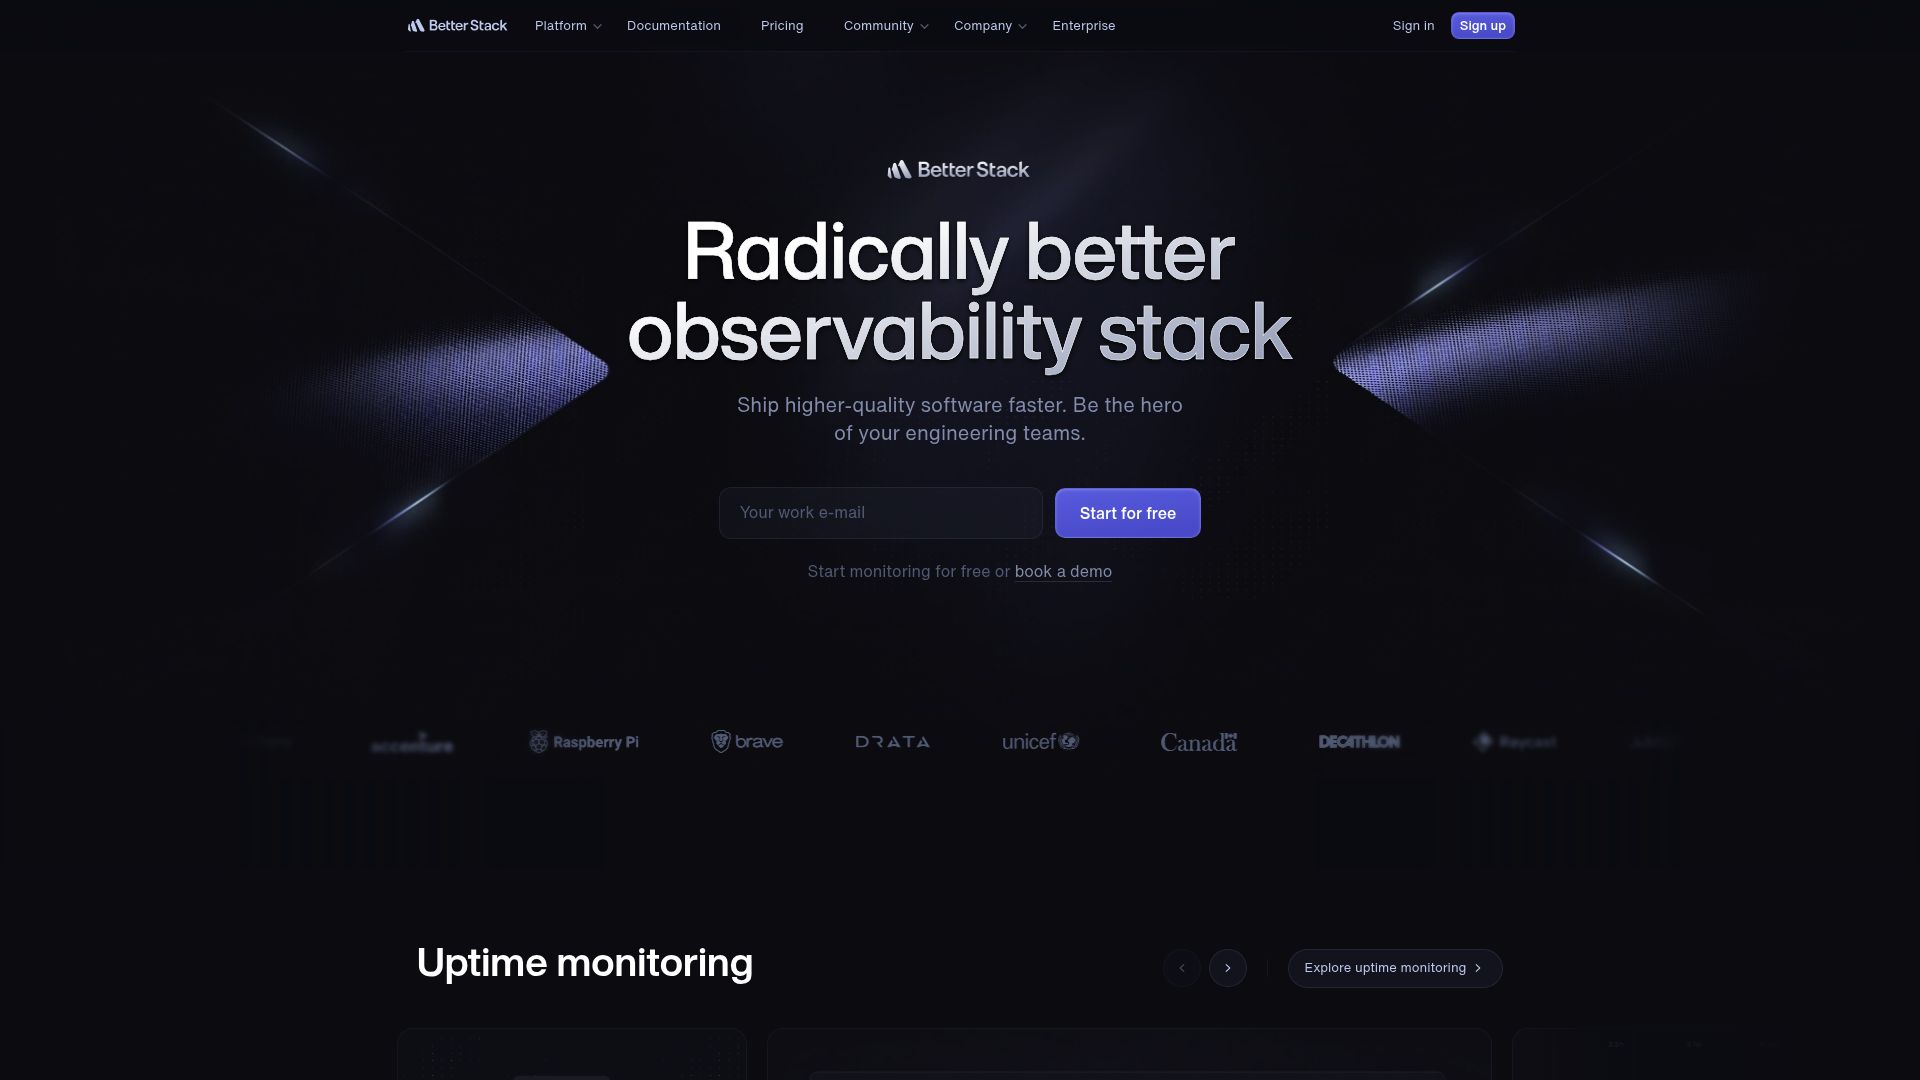 Better Stack
Platform
Documentation
Pricing
Community
Company
Enterprise
Sign in
Sign up
Better Stack
Radically better
observability stack
Ship higher-quality software faster. Be the hero
of your engineering teams.
Your work e-mail
Start for free
Start monitoring for free or book a demo
accenture
Raspberry Pi
brave
DRATA
unicef
Canada
DECATHLON
Raycast
Uptime monitoring
Explore uptime monitoring